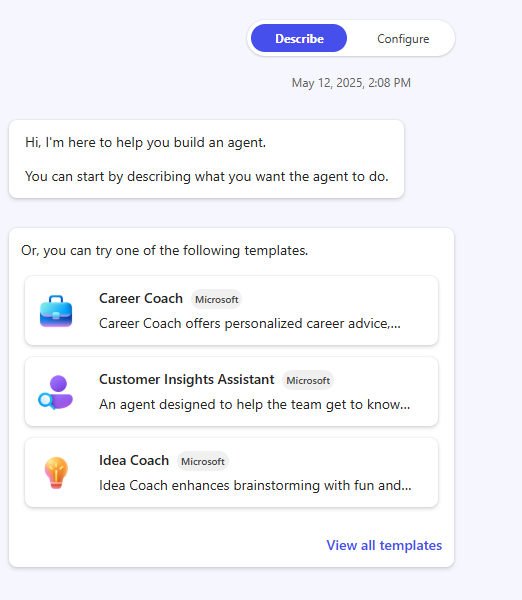 Describe
Configure
May 12, 2025, 2:08 PM
Hi, I'm here to help you build an agent.
You can start by describing what you want the agent to do.
Or, you can try one of the following templates.
Career Coach Microsoft
Career Coach offers personalized career advice,...
Customer Insights Assistant Microsoft
An agent designed to help the team get to know...
Idea Coach Microsoft
Idea Coach enhances brainstorming with fun and...
View all templates